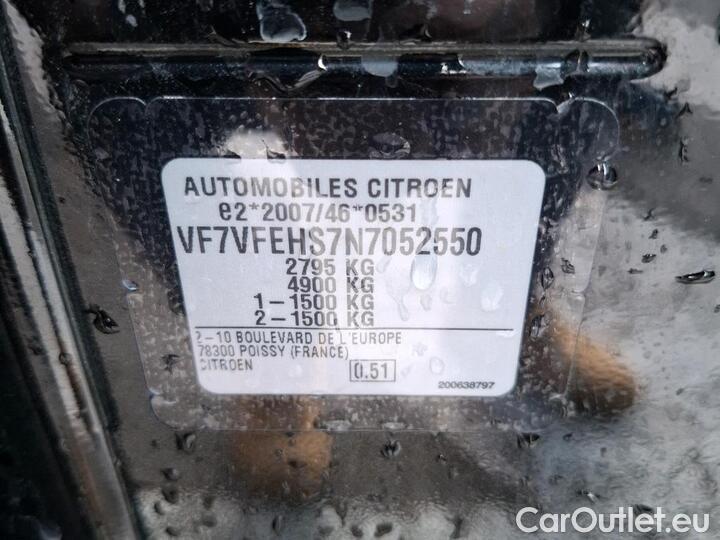 AUTOMOBILES CITROEN
e2*2007/46*0531
VF7VFEHS7N7052550
2795 KG
4900 KG
1-1500 KG
2-1500 KG
2-10 BOULEVARD DE L'EUROPE
78300 POISSY (FRANCE)
CITROEN
0.51
200638797
CarOutlet.eu